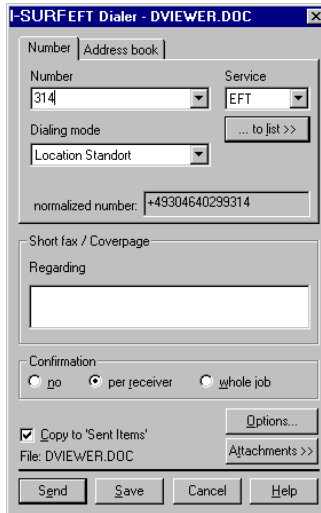 I-SURFEFT Dialer - DVIEWER.DOC
Number Address book
Number Service
314 EFT
Dialing mode ... to list >>
Location Standort
normalized number: +49304640299314
Short fax / Coverpage
Regarding
Confirmation
no per receiver whole job
Options...
Copy to 'Sent Items'
File: DVIEWER.DOC Attachments >>
Send Save Cancel Help